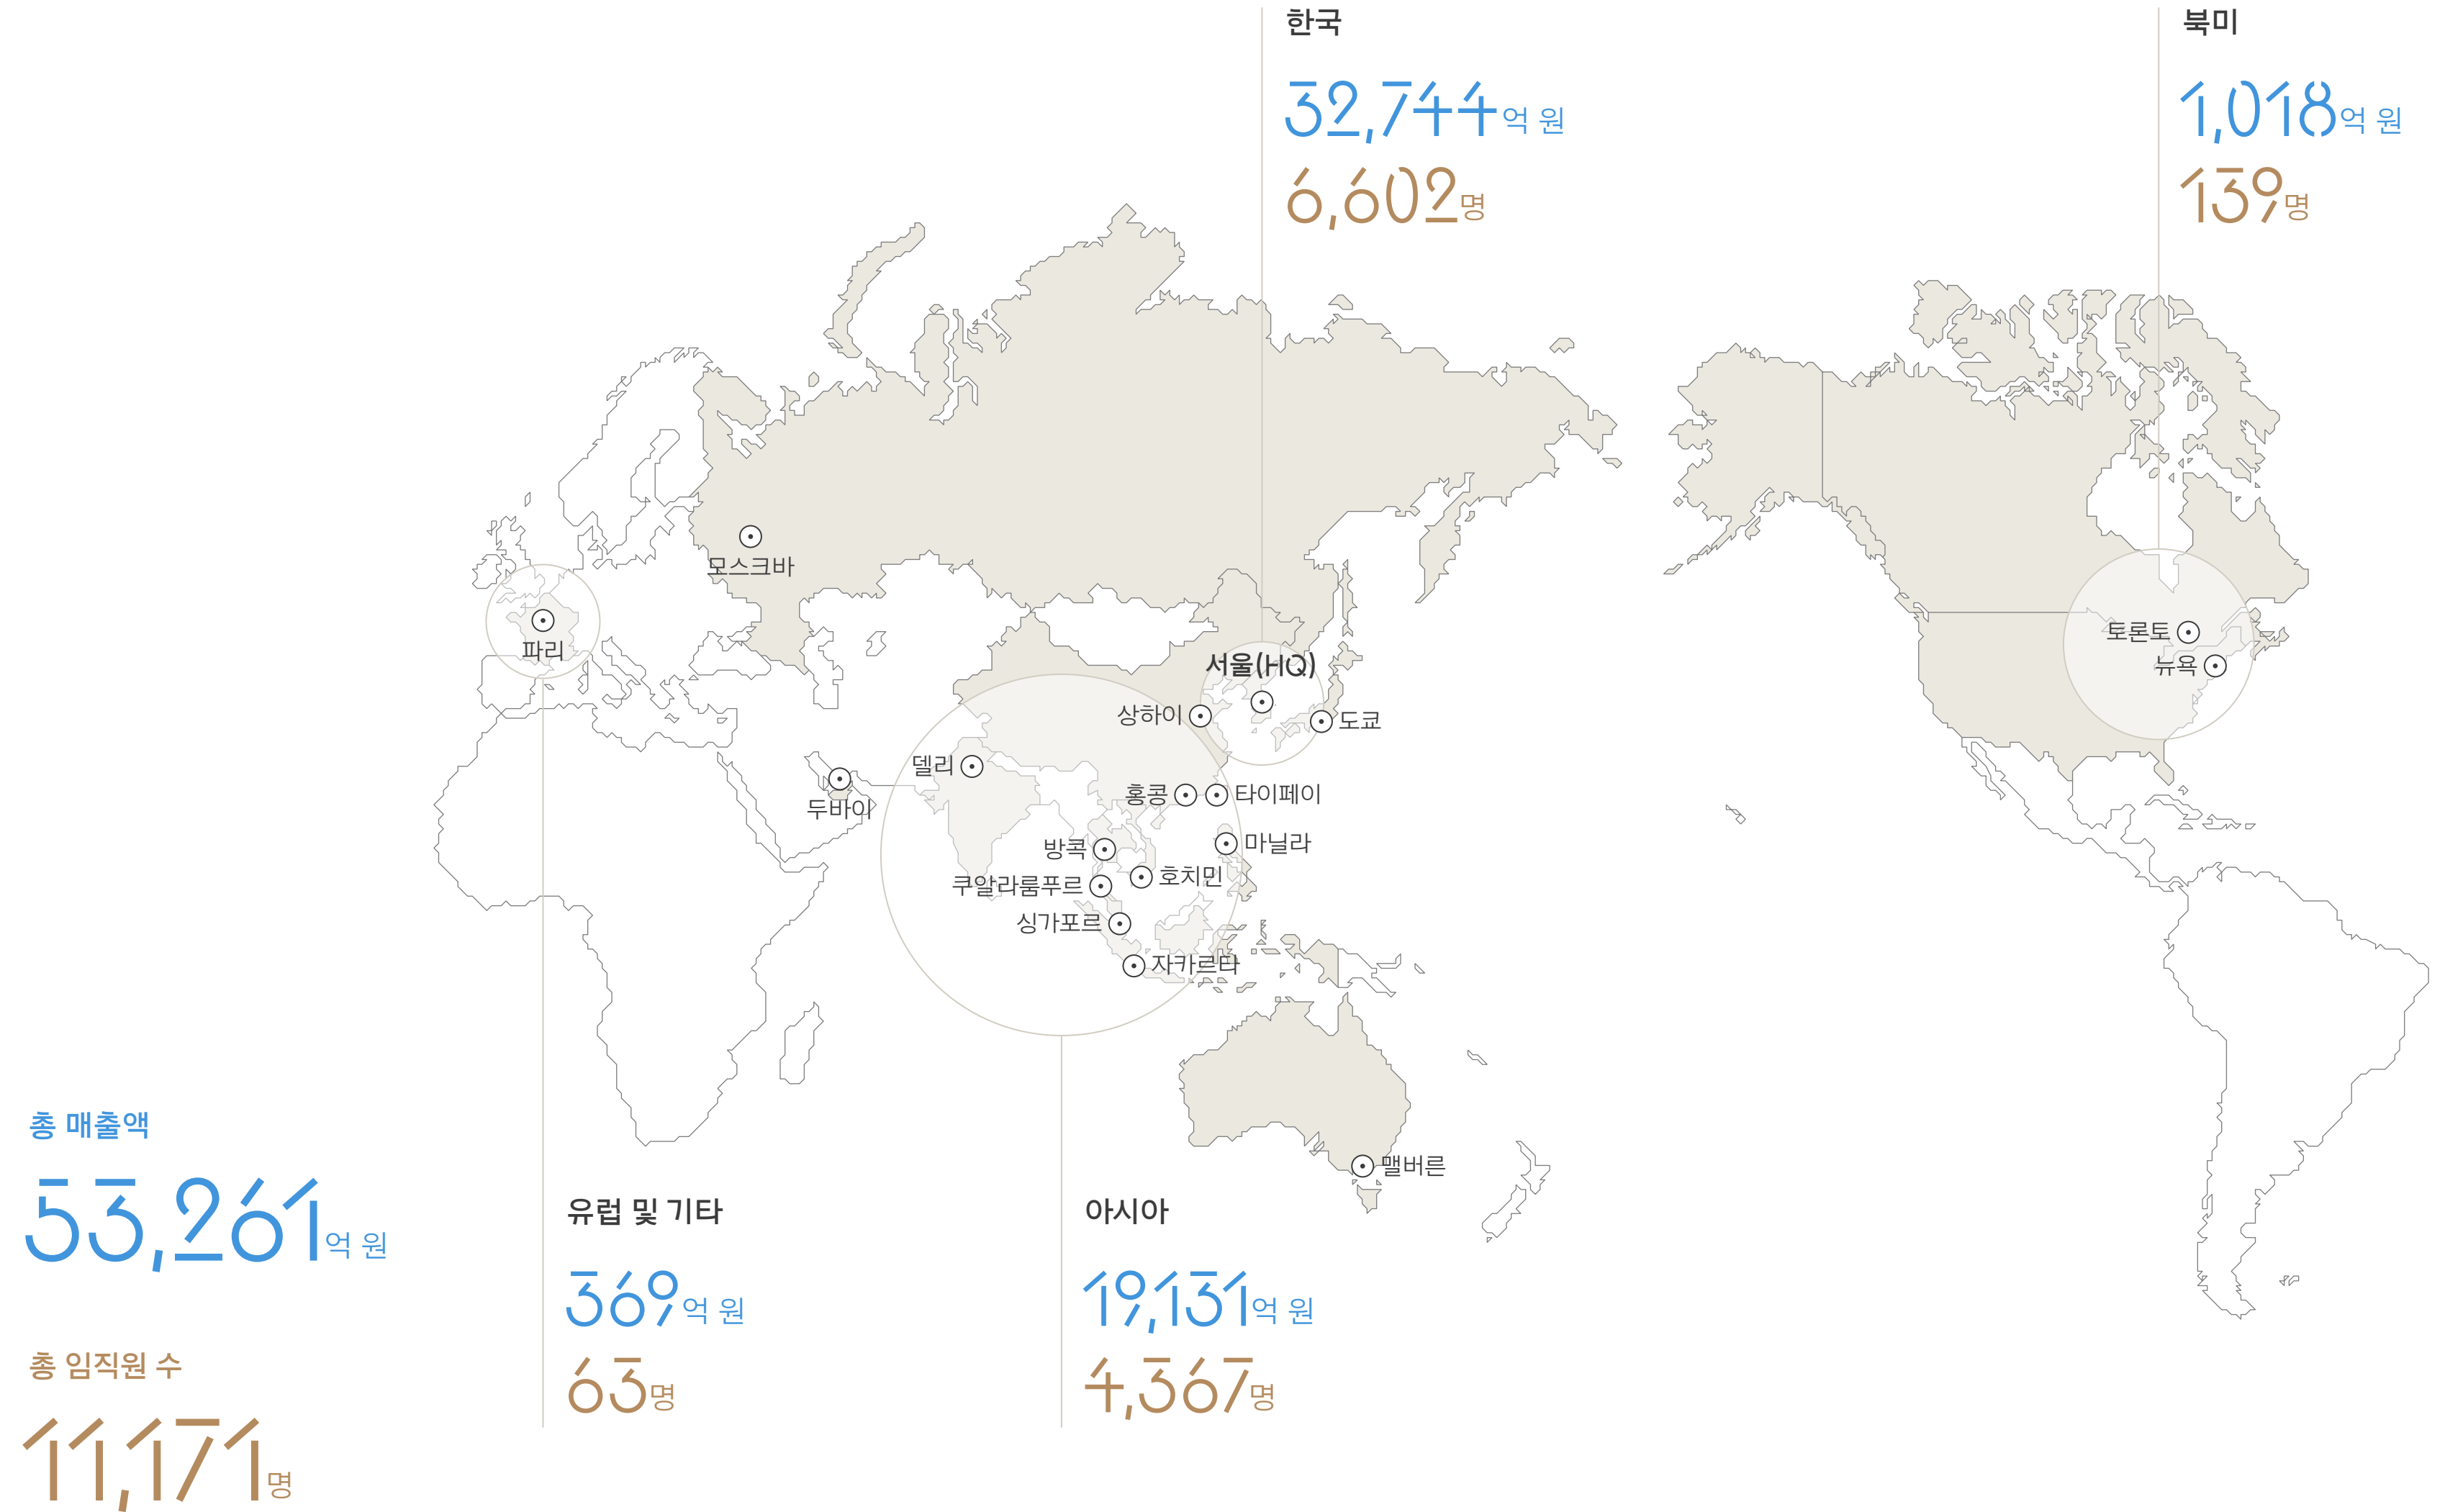 한국
32,744억 원
6,602명
북미
1,018억 원
139명
모스크바
파리
토론토
뉴욕
서울(HQ)
상하이
도쿄
델리
두바이
홍콩
타이페이
마닐라
방콕
호치민
쿠알라룸푸르
싱가포르
자카르타
맬버른
총 매출액
53,261억 원
총 임직원 수
11,171명
유럽 및 기타
369억 원
63명
아시아
19,131억 원
4,367명